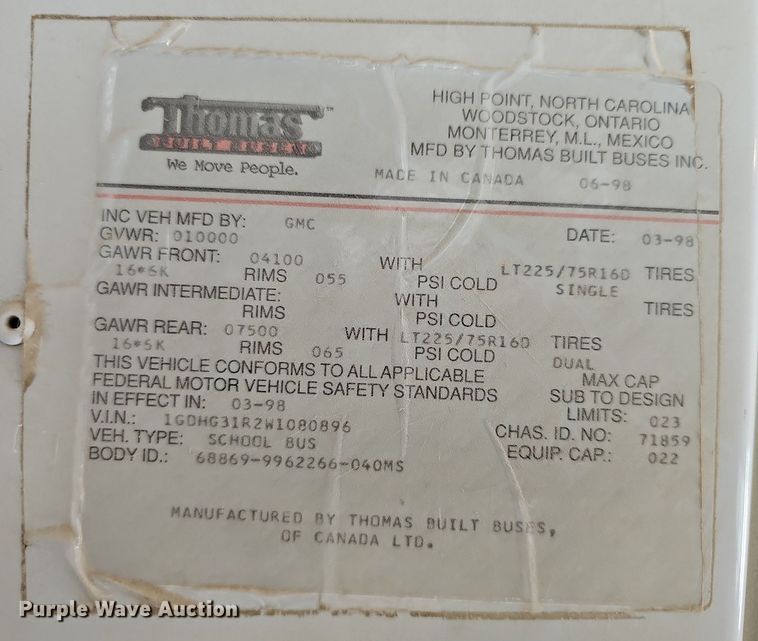 Thomas™
BUILT BUSES®
We Move People.
HIGH POINT, NORTH CAROLINA
WOODSTOCK, ONTARIO
MONTERREY, M.L., MEXICO
MFD BY THOMAS BUILT BUSES INC.
MADE IN CANADA 06-98
INC VEH MFD BY: GMC DATE: 03-98
GVWR: 010000
GAWR FRONT: 04100 WITH LT225/75R16D TIRES
16*6K RIMS 055 PSI COLD SINGLE
GAWR INTERMEDIATE: WITH TIRES
RIMS PSI COLD
GAWR REAR: 07500 WITH LT225/75R16D TIRES
16*6K RIMS 065 PSI COLD DUAL
THIS VEHICLE CONFORMS TO ALL APPLICABLE MAX CAP
FEDERAL MOTOR VEHICLE SAFETY STANDARDS SUB TO DESIGN
IN EFFECT IN: 03-98 LIMITS: 023
V.I.N.: 1GDHG31R2W1080896 CHAS. ID. NO: 71859
VEH. TYPE: SCHOOL BUS EQUIP. CAP.: 022
BODY ID.: 68869-9962266-040MS
MANUFACTURED BY THOMAS BUILT BUSES,
OF CANADA LTD.
Purple Wave Auction